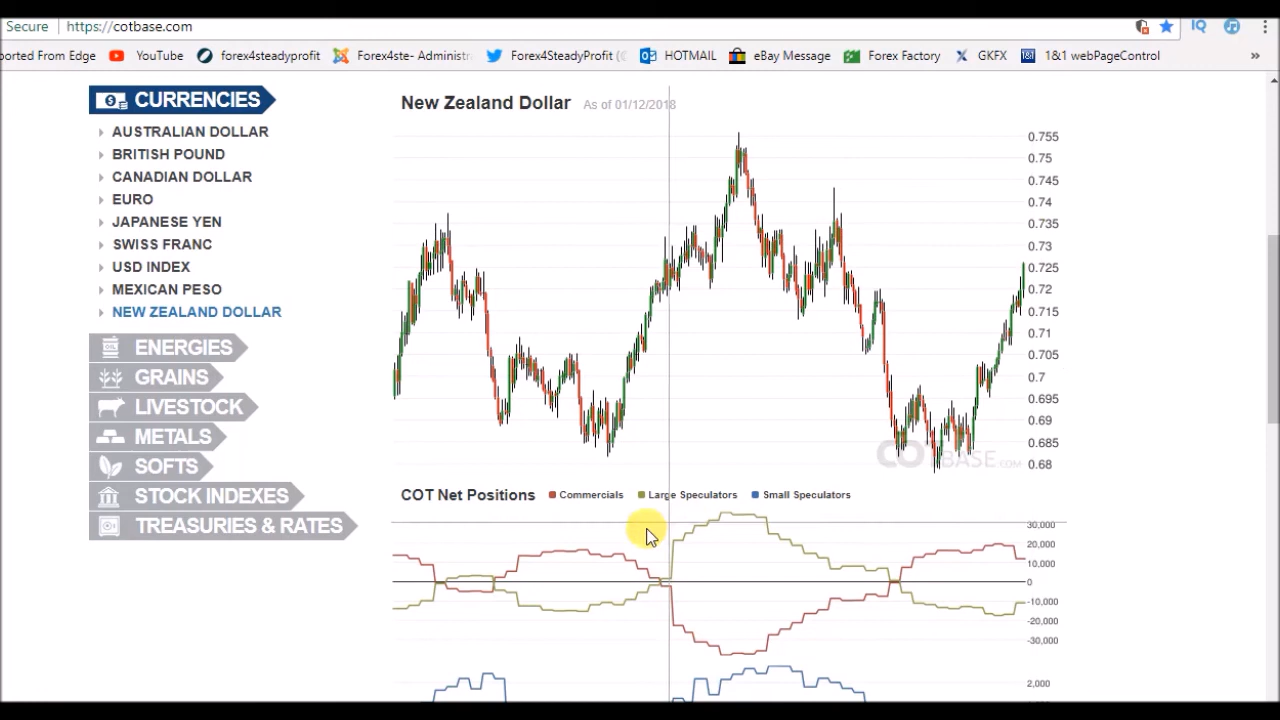 Secure https://cotbase.com
orted From Edge YouTube forex4steadyprofit Forex4ste- Administr Forex4SteadyProfit (@ HOTMAIL eBay Message Forex Factory GKFX 1&1 webPageControl »
CURRENCIES
AUSTRALIAN DOLLAR
BRITISH POUND
CANADIAN DOLLAR
EURO
JAPANESE YEN
SWISS FRANC
USD INDEX
MEXICAN PESO
NEW ZEALAND DOLLAR
ENERGIES
GRAINS
LIVESTOCK
METALS
SOFTS
STOCK INDEXES
TREASURIES & RATES
New Zealand Dollar As of 01/12/2018
0.755
0.75
0.745
0.74
0.735
0.73
0.725
0.72
0.715
0.71
0.705
0.7
0.695
0.69
0.685
0.68
COTBASE.COM
COT Net Positions Commercials Large Speculators Small Speculators
30,000
20,000
10,000
0
-10,000
-20,000
-30,000
2,000